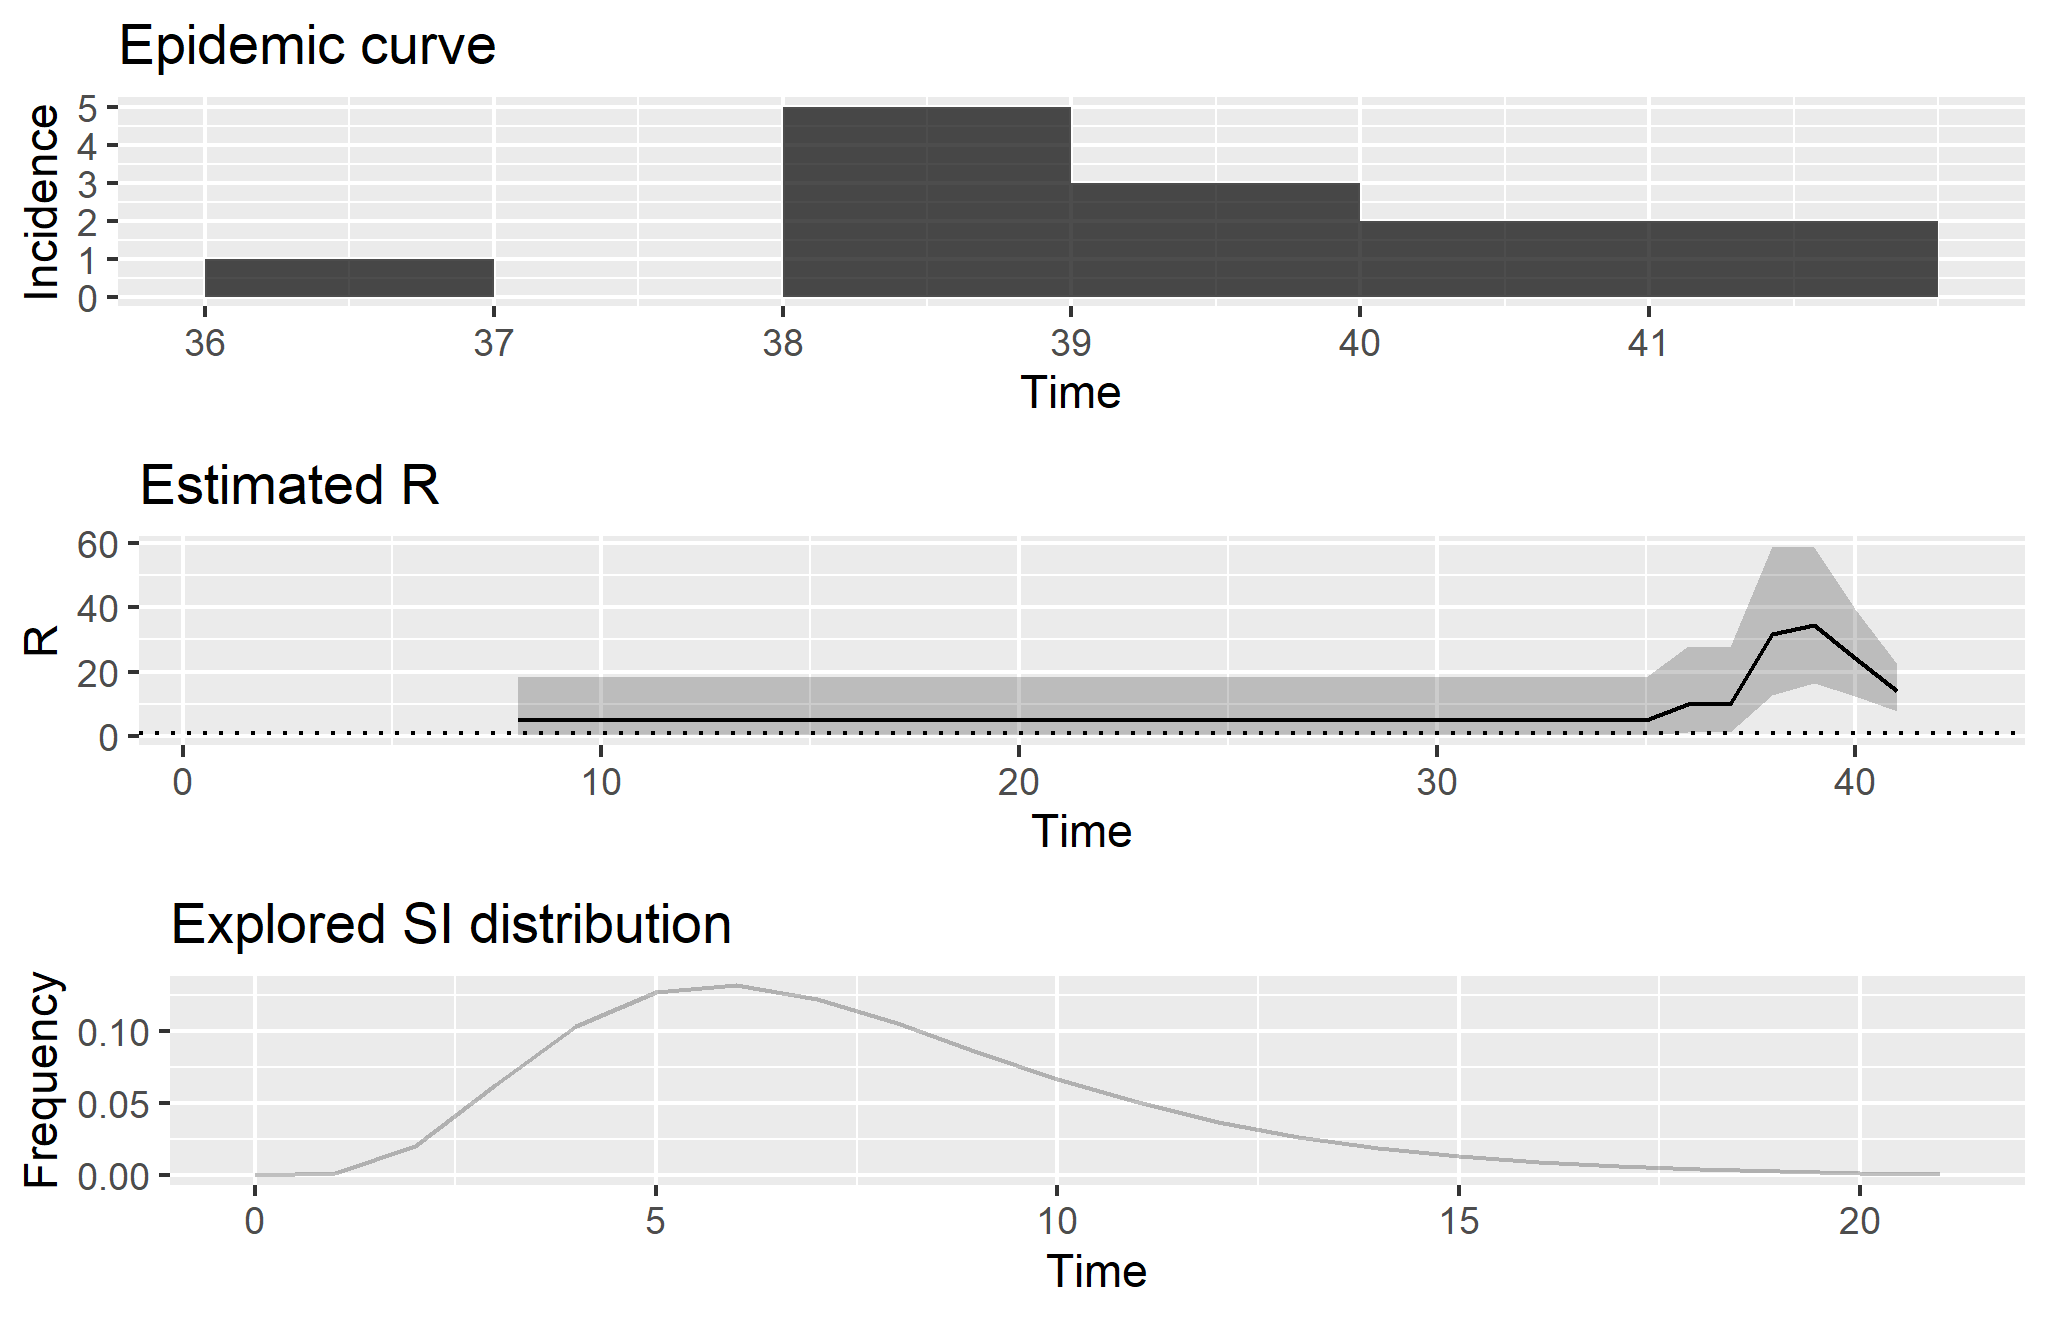 Epidemic curve
5
4
3
2
1
0
Incidence
36 37 38 39 40 41
Time
Estimated R
60
40
20
0
R
0 10 20 30 40
Time
Explored SI distribution
0.10
0.05
0.00
Frequency
0 5 10 15 20
Time